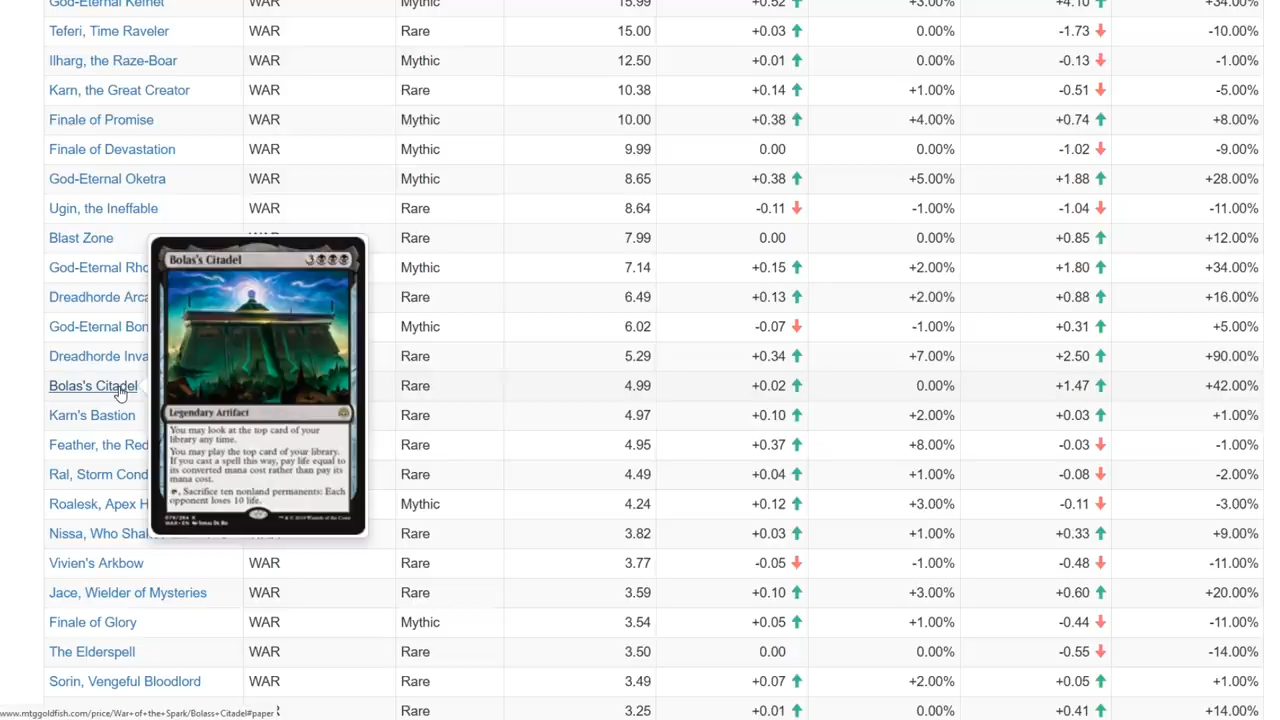 God-Eternal Kefnet WAR Mythic 15.99 +0.52 +3.00% +4.10 +34.00%
Teferi, Time Raveler WAR Rare 15.00 +0.03 0.00% -1.73 -10.00%
Ilharg, the Raze-Boar WAR Mythic 12.50 +0.01 0.00% -0.13 -1.00%
Karn, the Great Creator WAR Rare 10.38 +0.14 +1.00% -0.51 -5.00%
Finale of Promise WAR Mythic 10.00 +0.38 +4.00% +0.74 +8.00%
Finale of Devastation WAR Mythic 9.99 0.00 0.00% -1.02 -9.00%
God-Eternal Oketra WAR Mythic 8.65 +0.38 +5.00% +1.88 +28.00%
Ugin, the Ineffable WAR Rare 8.64 -0.11 -1.00% -1.04 -11.00%
Blast Zone Rare 7.99 0.00 0.00% +0.85 +12.00%
God-Eternal Rho Mythic 7.14 +0.15 +2.00% +1.80 +34.00%
Dreadhorde Arca Rare 6.49 +0.13 +2.00% +0.88 +16.00%
God-Eternal Bon Mythic 6.02 -0.07 -1.00% +0.31 +5.00%
Dreadhorde Inva Rare 5.29 +0.34 +7.00% +2.50 +90.00%
Bolas's Citadel Rare 4.99 +0.02 0.00% +1.47 +42.00%
Karn's Bastion Rare 4.97 +0.10 +2.00% +0.03 +1.00%
Feather, the Red Rare 4.95 +0.37 +8.00% -0.03 -1.00%
Ral, Storm Cond Rare 4.49 +0.04 +1.00% -0.08 -2.00%
Roalesk, Apex H Mythic 4.24 +0.12 +3.00% -0.11 -3.00%
Nissa, Who Sha Rare 3.82 +0.03 +1.00% +0.33 +9.00%
Vivien's Arkbow WAR Rare 3.77 -0.05 -1.00% -0.48 -11.00%
Jace, Wielder of Mysteries WAR Rare 3.59 +0.10 +3.00% +0.60 +20.00%
Finale of Glory WAR Mythic 3.54 +0.05 +1.00% -0.44 -11.00%
The Elderspell WAR Rare 3.50 0.00 0.00% -0.55 -14.00%
Sorin, Vengeful Bloodlord WAR Rare 3.49 +0.07 +2.00% +0.05 +1.00%
Rare 3.25 +0.01 0.00% +0.41 +14.00%
Bolas's Citadel 3
Legendary Artifact
You may look at the top card of your
library any time.
You may play the top card of your library.
If you cast a spell this way, pay life equal to
its converted mana cost rather than pay its
mana cost.
, Sacrifice ten nonland permanents: Each
opponent loses 10 life.
www.mtggoldfish.com/price/War+of+the+Spark/Bolass+Citadel#paper